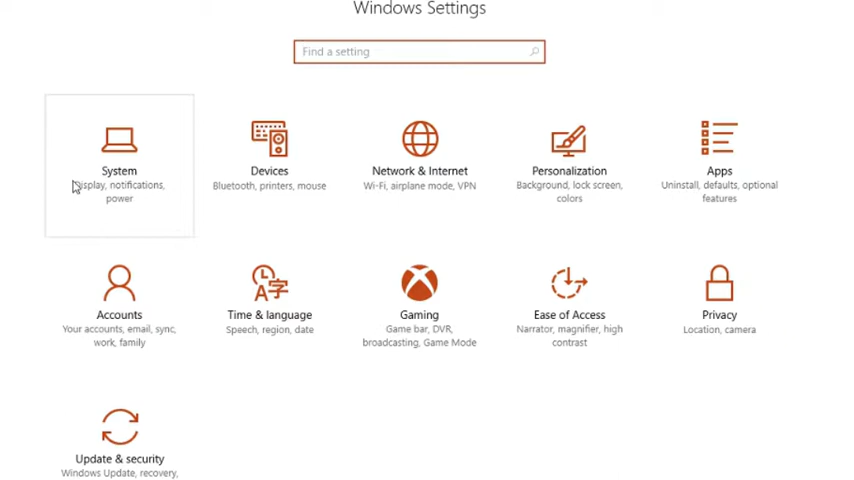 Windows Settings
Find a setting
System
Display, notifications,
power
Devices
Bluetooth, printers, mouse
Network & Internet
Wi-Fi, airplane mode, VPN
Personalization
Background, lock screen,
colors
Apps
Uninstall, defaults, optional
features
Accounts
Your accounts, email, sync,
work, family
Time & language
Speech, region, date
Gaming
Game bar, DVR,
broadcasting, Game Mode
Ease of Access
Narrator, magnifier, high
contrast
Privacy
Location, camera
Update & security
Windows Update, recovery,